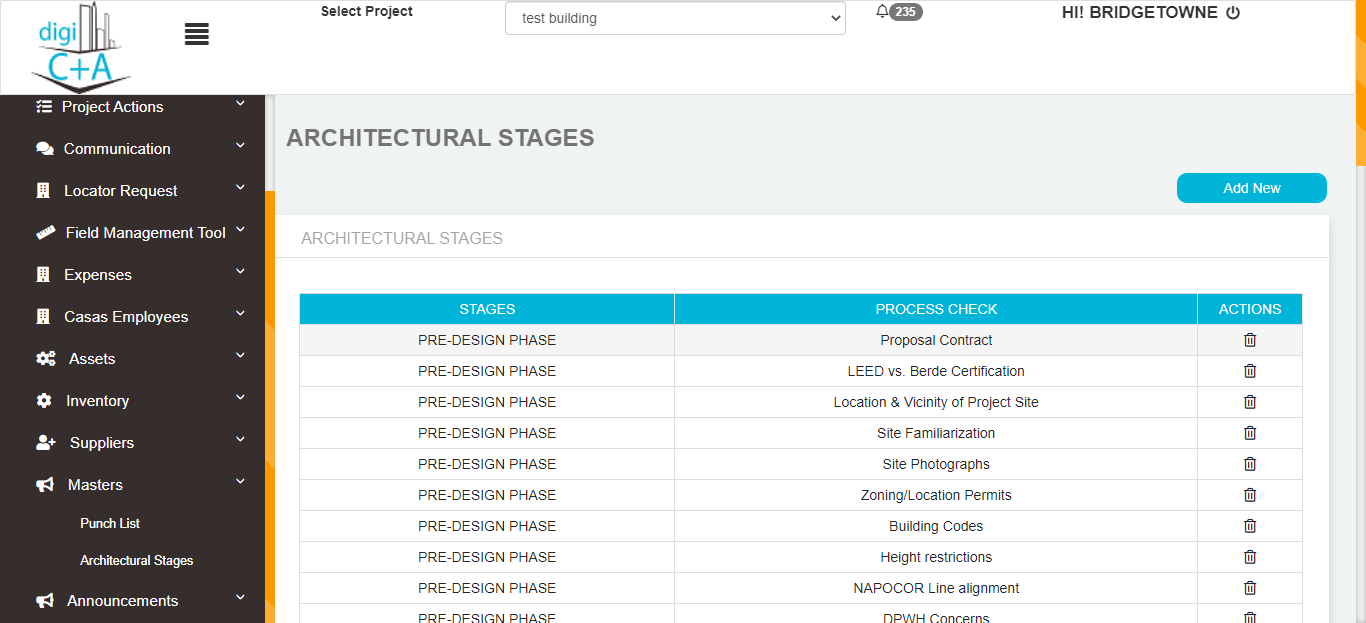 digi
C+A
Select Project
test building
235
HI! BRIDGETOWNE
Project Actions
Communication
Locator Request
Field Management Tool
Expenses
Casas Employees
Assets
Inventory
Suppliers
Masters
Punch List
Architectural Stages
Announcements
ARCHITECTURAL STAGES
Add New
ARCHITECTURAL STAGES
STAGES PROCESS CHECK ACTIONS
PRE-DESIGN PHASE Proposal Contract
PRE-DESIGN PHASE LEED vs. Berde Certification
PRE-DESIGN PHASE Location & Vicinity of Project Site
PRE-DESIGN PHASE Site Familiarization
PRE-DESIGN PHASE Site Photographs
PRE-DESIGN PHASE Zoning/Location Permits
PRE-DESIGN PHASE Building Codes
PRE-DESIGN PHASE Height restrictions
PRE-DESIGN PHASE NAPOCOR Line alignment
PRE-DESIGN PHASE DPWH Concerns